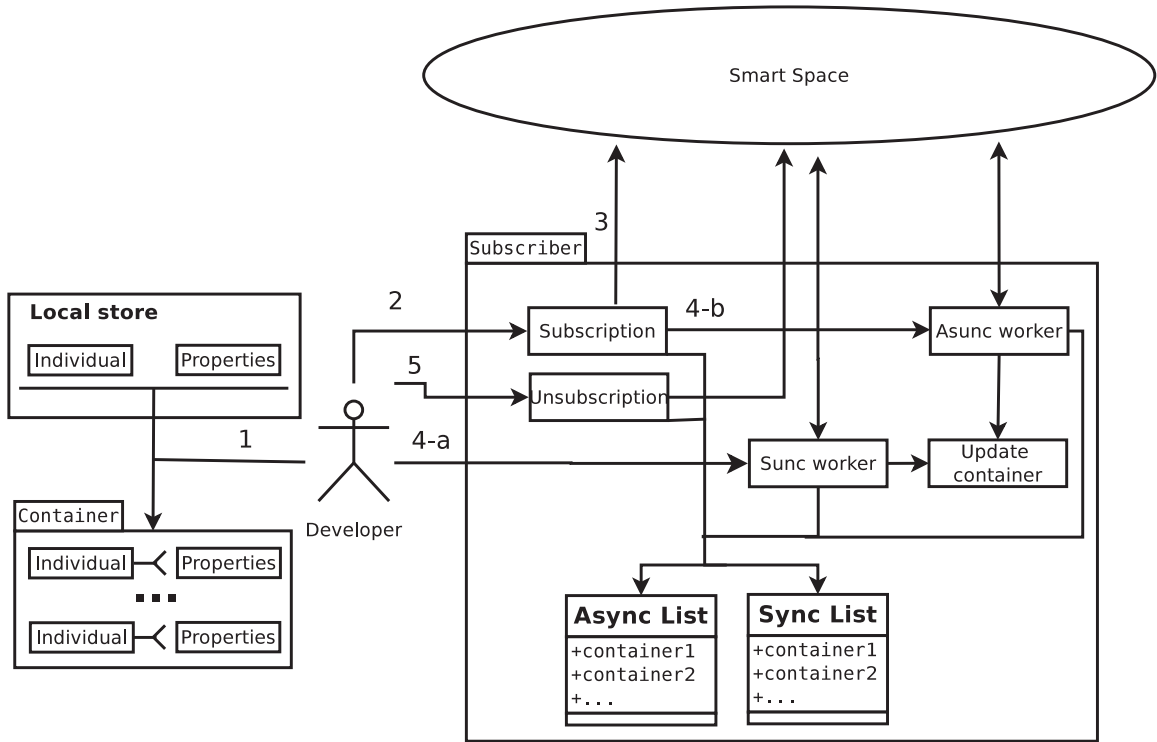 Smart Space
3
Subscriber
Local store
Individual
Properties
2
Subscription
4-b
Asunc worker
5
Unsubscription
1
4-a
Sunc worker
Update
container
Developer
Container
Individual
Properties
...
Individual
Properties
Async List
+container1
+container2
+...
Sync List
+container1
+container2
+...